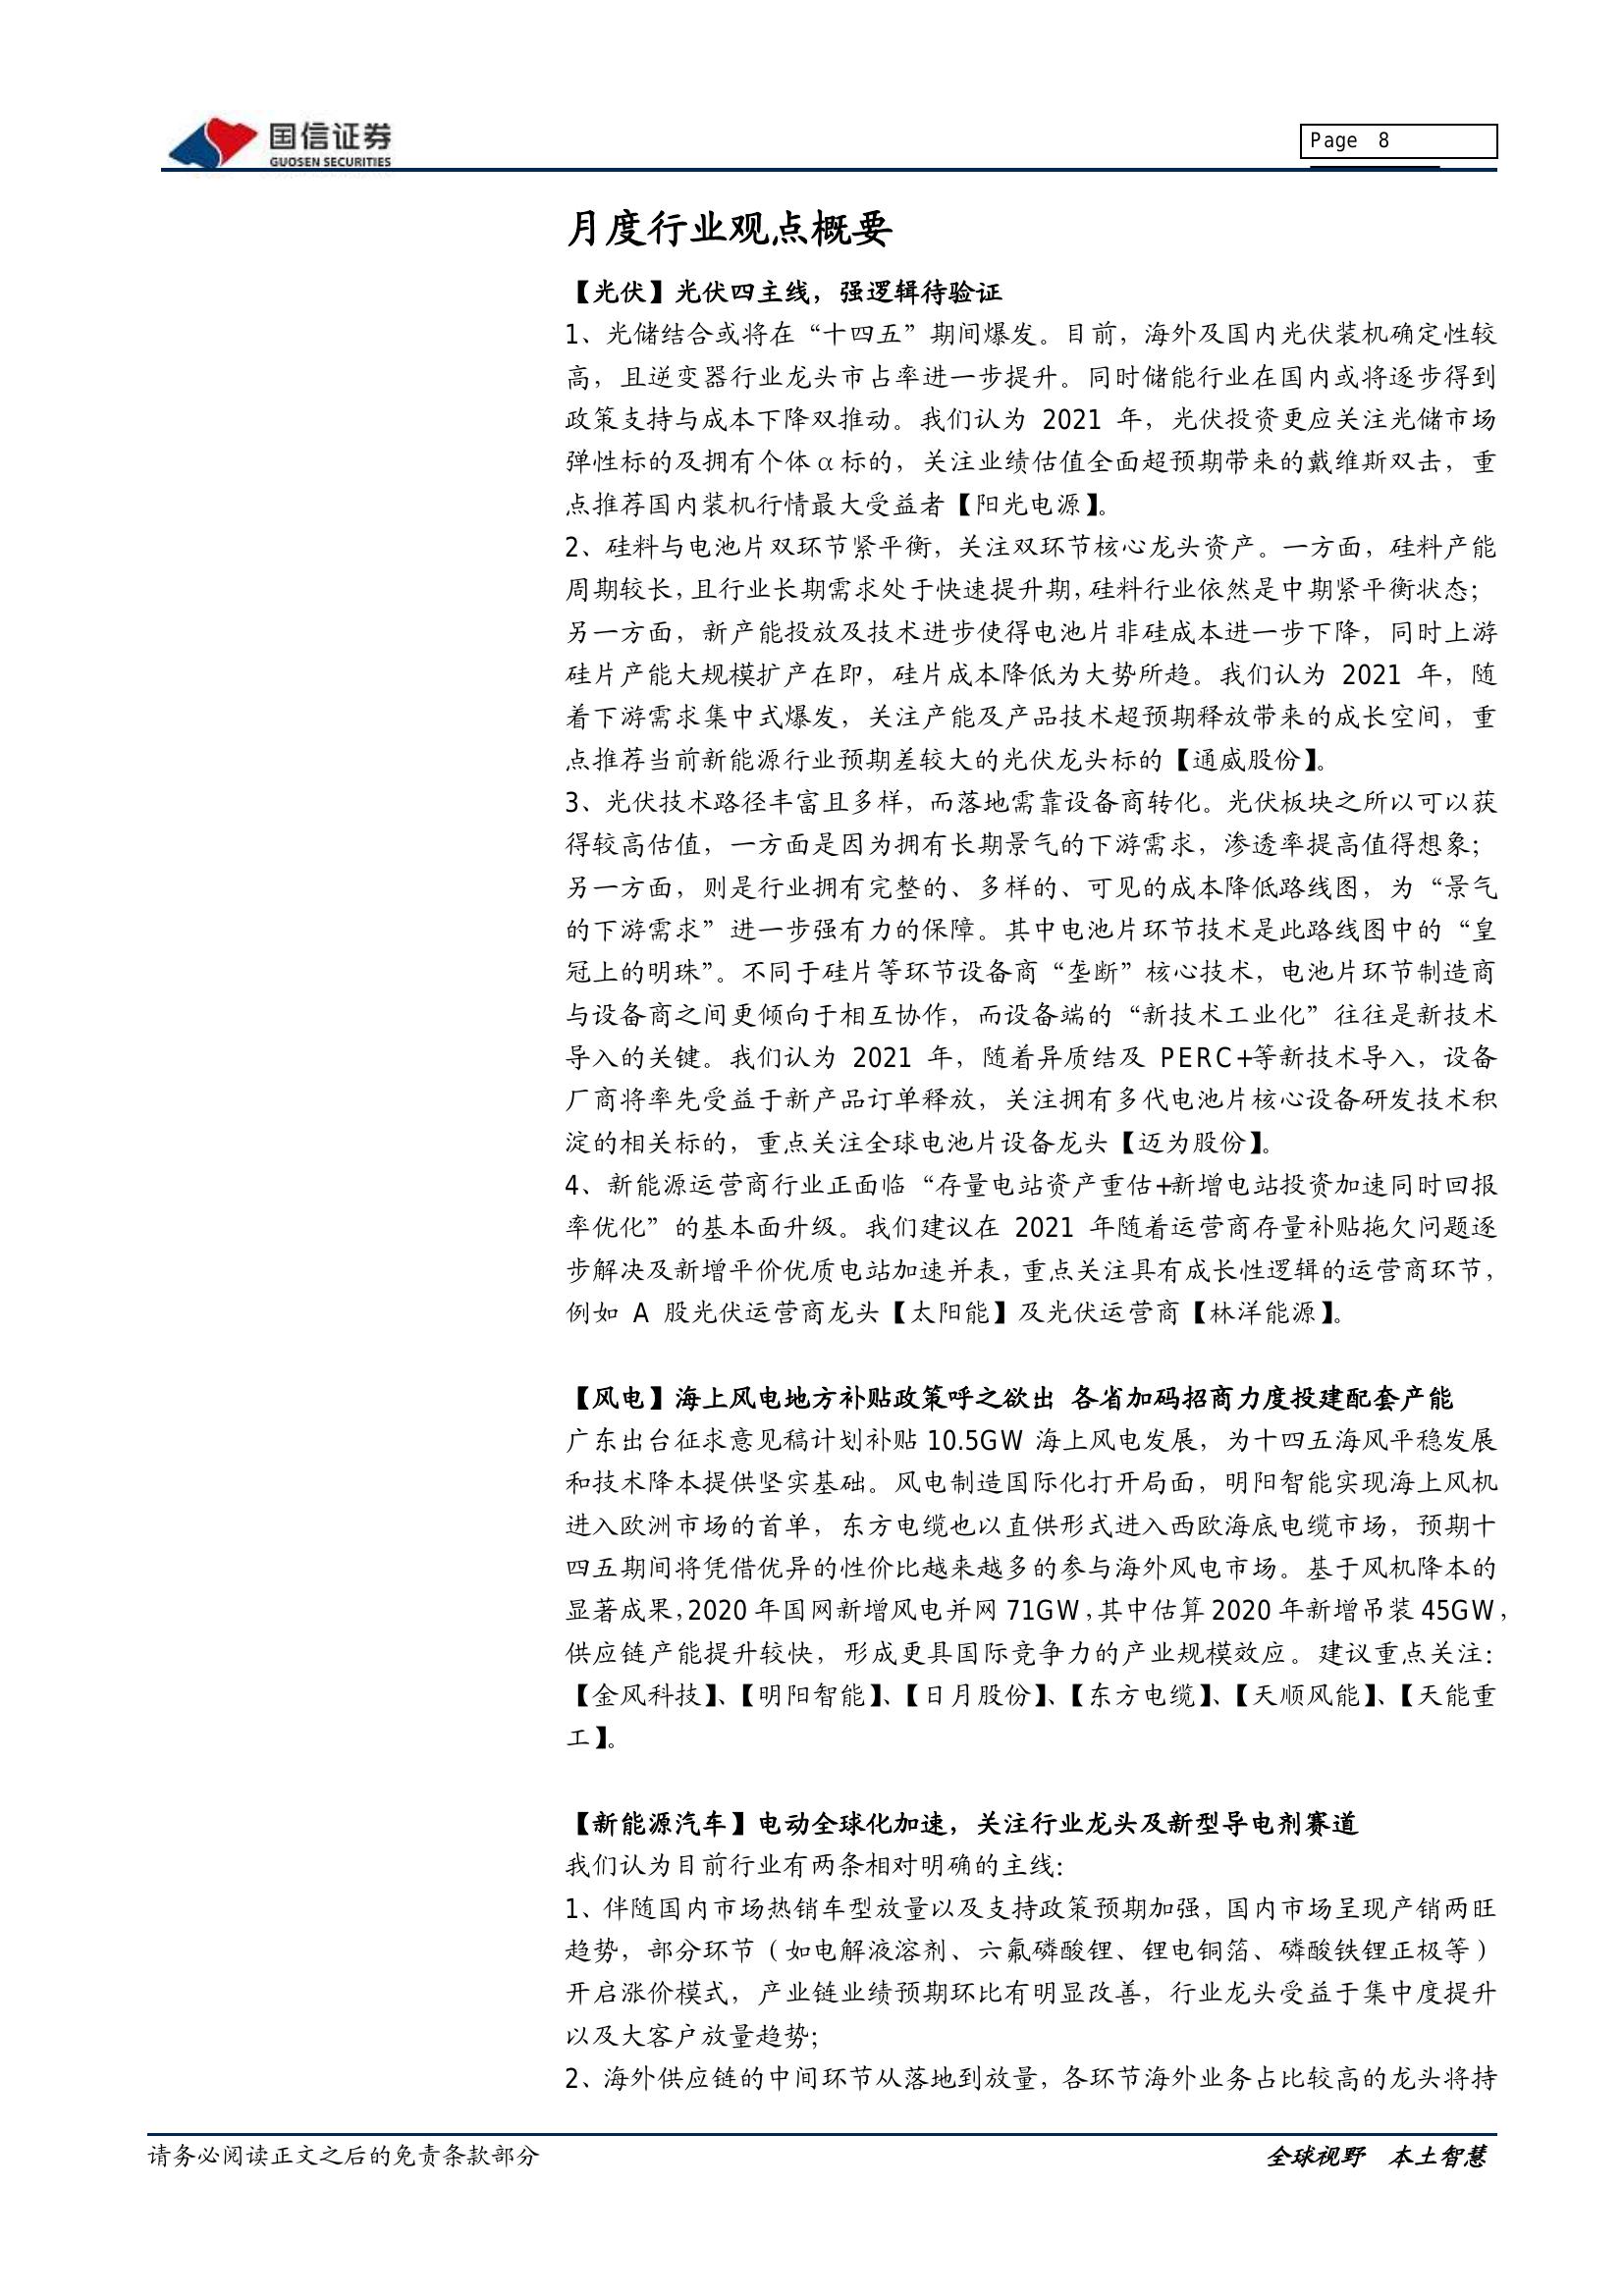 国信证券
GUOSEN SECURITIES
Page 8
月度行业观点概要
【光伏】光伏四主线，强逻辑待验证
1、光储结合或将在“十四五”期间爆发。目前，海外及国内光伏装机确定性较
高，且逆变器行业龙头市占率进一步提升。同时储能行业在国内或将逐步得到
政策支持与成本下降双推动。我们认为 2021 年，光伏投资更应关注光储市场
弹性标的及拥有个体α标的，关注业绩估值全面超预期带来的戴维斯双击，重
点推荐国内装机行情最大受益者【阳光电源】。
2、硅料与电池片双环节紧平衡，关注双环节核心龙头资产。一方面，硅料产能
周期较长，且行业长期需求处于快速提升期，硅料行业依然是中期紧平衡状态；
另一方面，新产能投放及技术进步使得电池片非硅成本进一步下降，同时上游
硅片产能大规模扩产在即，硅片成本降低为大势所趋。我们认为 2021 年，随
着下游需求集中式爆发，关注产能及产品技术超预期释放带来的成长空间，重
点推荐当前新能源行业预期差较大的光伏龙头标的【通威股份】。
3、光伏技术路径丰富且多样，而落地需靠设备商转化。光伏板块之所以可以获
得较高估值，一方面是因为拥有长期景气的下游需求，渗透率提高值得想象；
另一方面，则是行业拥有完整的、多样的、可见的成本降低路线图，为“景气
的下游需求”进一步强有力的保障。其中电池片环节技术是此路线图中的“皇
冠上的明珠”。不同于硅片等环节设备商“垄断”核心技术，电池片环节制造商
与设备商之间更倾向于相互协作，而设备端的“新技术工业化”往往是新技术
导入的关键。我们认为 2021 年，随着异质结及 PERC+等新技术导入，设备
厂商将率先受益于新产品订单释放，关注拥有多代电池片核心设备研发技术积
淀的相关标的，重点关注全球电池片设备龙头【迈为股份】。
4、新能源运营商行业正面临“存量电站资产重估+新增电站投资加速同时回报
率优化”的基本面升级。我们建议在 2021 年随着运营商存量补贴拖欠问题逐
步解决及新增平价优质电站加速并表，重点关注具有成长性逻辑的运营商环节，
例如 A 股光伏运营商龙头【太阳能】及光伏运营商【林洋能源】。
【风电】海上风电地方补贴政策呼之欲出 各省加码招商力度投建配套产能
广东出台征求意见稿计划补贴 10.5GW 海上风电发展，为十四五海风平稳发展
和技术降本提供坚实基础。风电制造国际化打开局面，明阳智能实现海上风机
进入欧洲市场的首单，东方电缆也以直供形式进入西欧海底电缆市场，预期十
四五期间将凭借优异的性价比越来越多的参与海外风电市场。基于风机降本的
显著成果，2020 年国网新增风电并网 71GW，其中估算 2020 年新增吊装 45GW，
供应链产能提升较快，形成更具国际竞争力的产业规模效应。建议重点关注：
【金风科技】、【明阳智能】、【日月股份】、【东方电缆】、【天顺风能】、【天能重
工】。
【新能源汽车】电动全球化加速，关注行业龙头及新型导电剂赛道
我们认为目前行业有两条相对明确的主线：
1、伴随国内市场热销车型放量以及支持政策预期加强，国内市场呈现产销两旺
趋势，部分环节（如电解液溶剂、六氟磷酸锂、锂电铜箔、磷酸铁锂正极等）
开启涨价模式，产业链业绩预期环比有明显改善，行业龙头受益于集中度提升
以及大客户放量趋势；
2、海外供应链的中间环节从落地到放量，各环节海外业务占比较高的龙头将持
请务必阅读正文之后的免责条款部分
全球视野 本土智慧